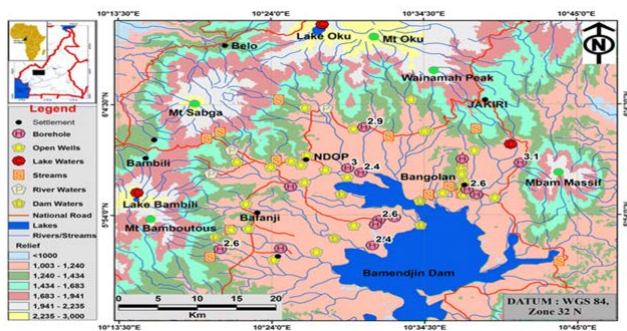 10°13'30"E 10°24'0"E 10°34'30"E 10°45'0"E
Lake Oku
Mt Oku
Belo
N
Wainamah Peak
Legend
Settlement
Borehole
Open Wells
Lake Waters
Streams
River Waters
Dam Waters
National Road
Lakes
Rivers/Streams
Relief
<1000
1,003 - 1,240
1,240 - 1,434
1,434 - 1,683
1,683 - 1,941
1,941 - 2,235
2,235 - 3,000
Mt Sabga
JAKIRI
2.9
Bambili
NDOP
3
2.4
3.1
Bangolan
2.6
Mbam Massif
Lake Bambili
Bafanji
2.6
Mt Bamboutous
2.6
2.4
Bamendjin Dam
0 5 10 20
Km
DATUM : WGS 84,
Zone 32 N
10°13'30"E 10°24'0"E 10°34'30"E 10°45'0"E